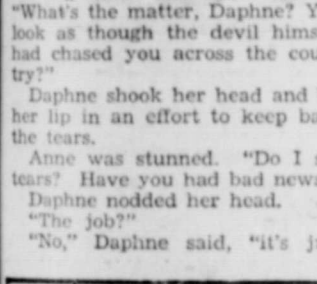 "What's the matter, Daphne? Y
look as though the devil hims
had chased you across the cou
try?"
Daphne shook her head and
her lip in an effort to keep ba
the tears.
Anne was stunned. "Do I s
tears? Have you had bad news
Daphne nodded her head.
"The job?"
"No," Daphne said, "it's j